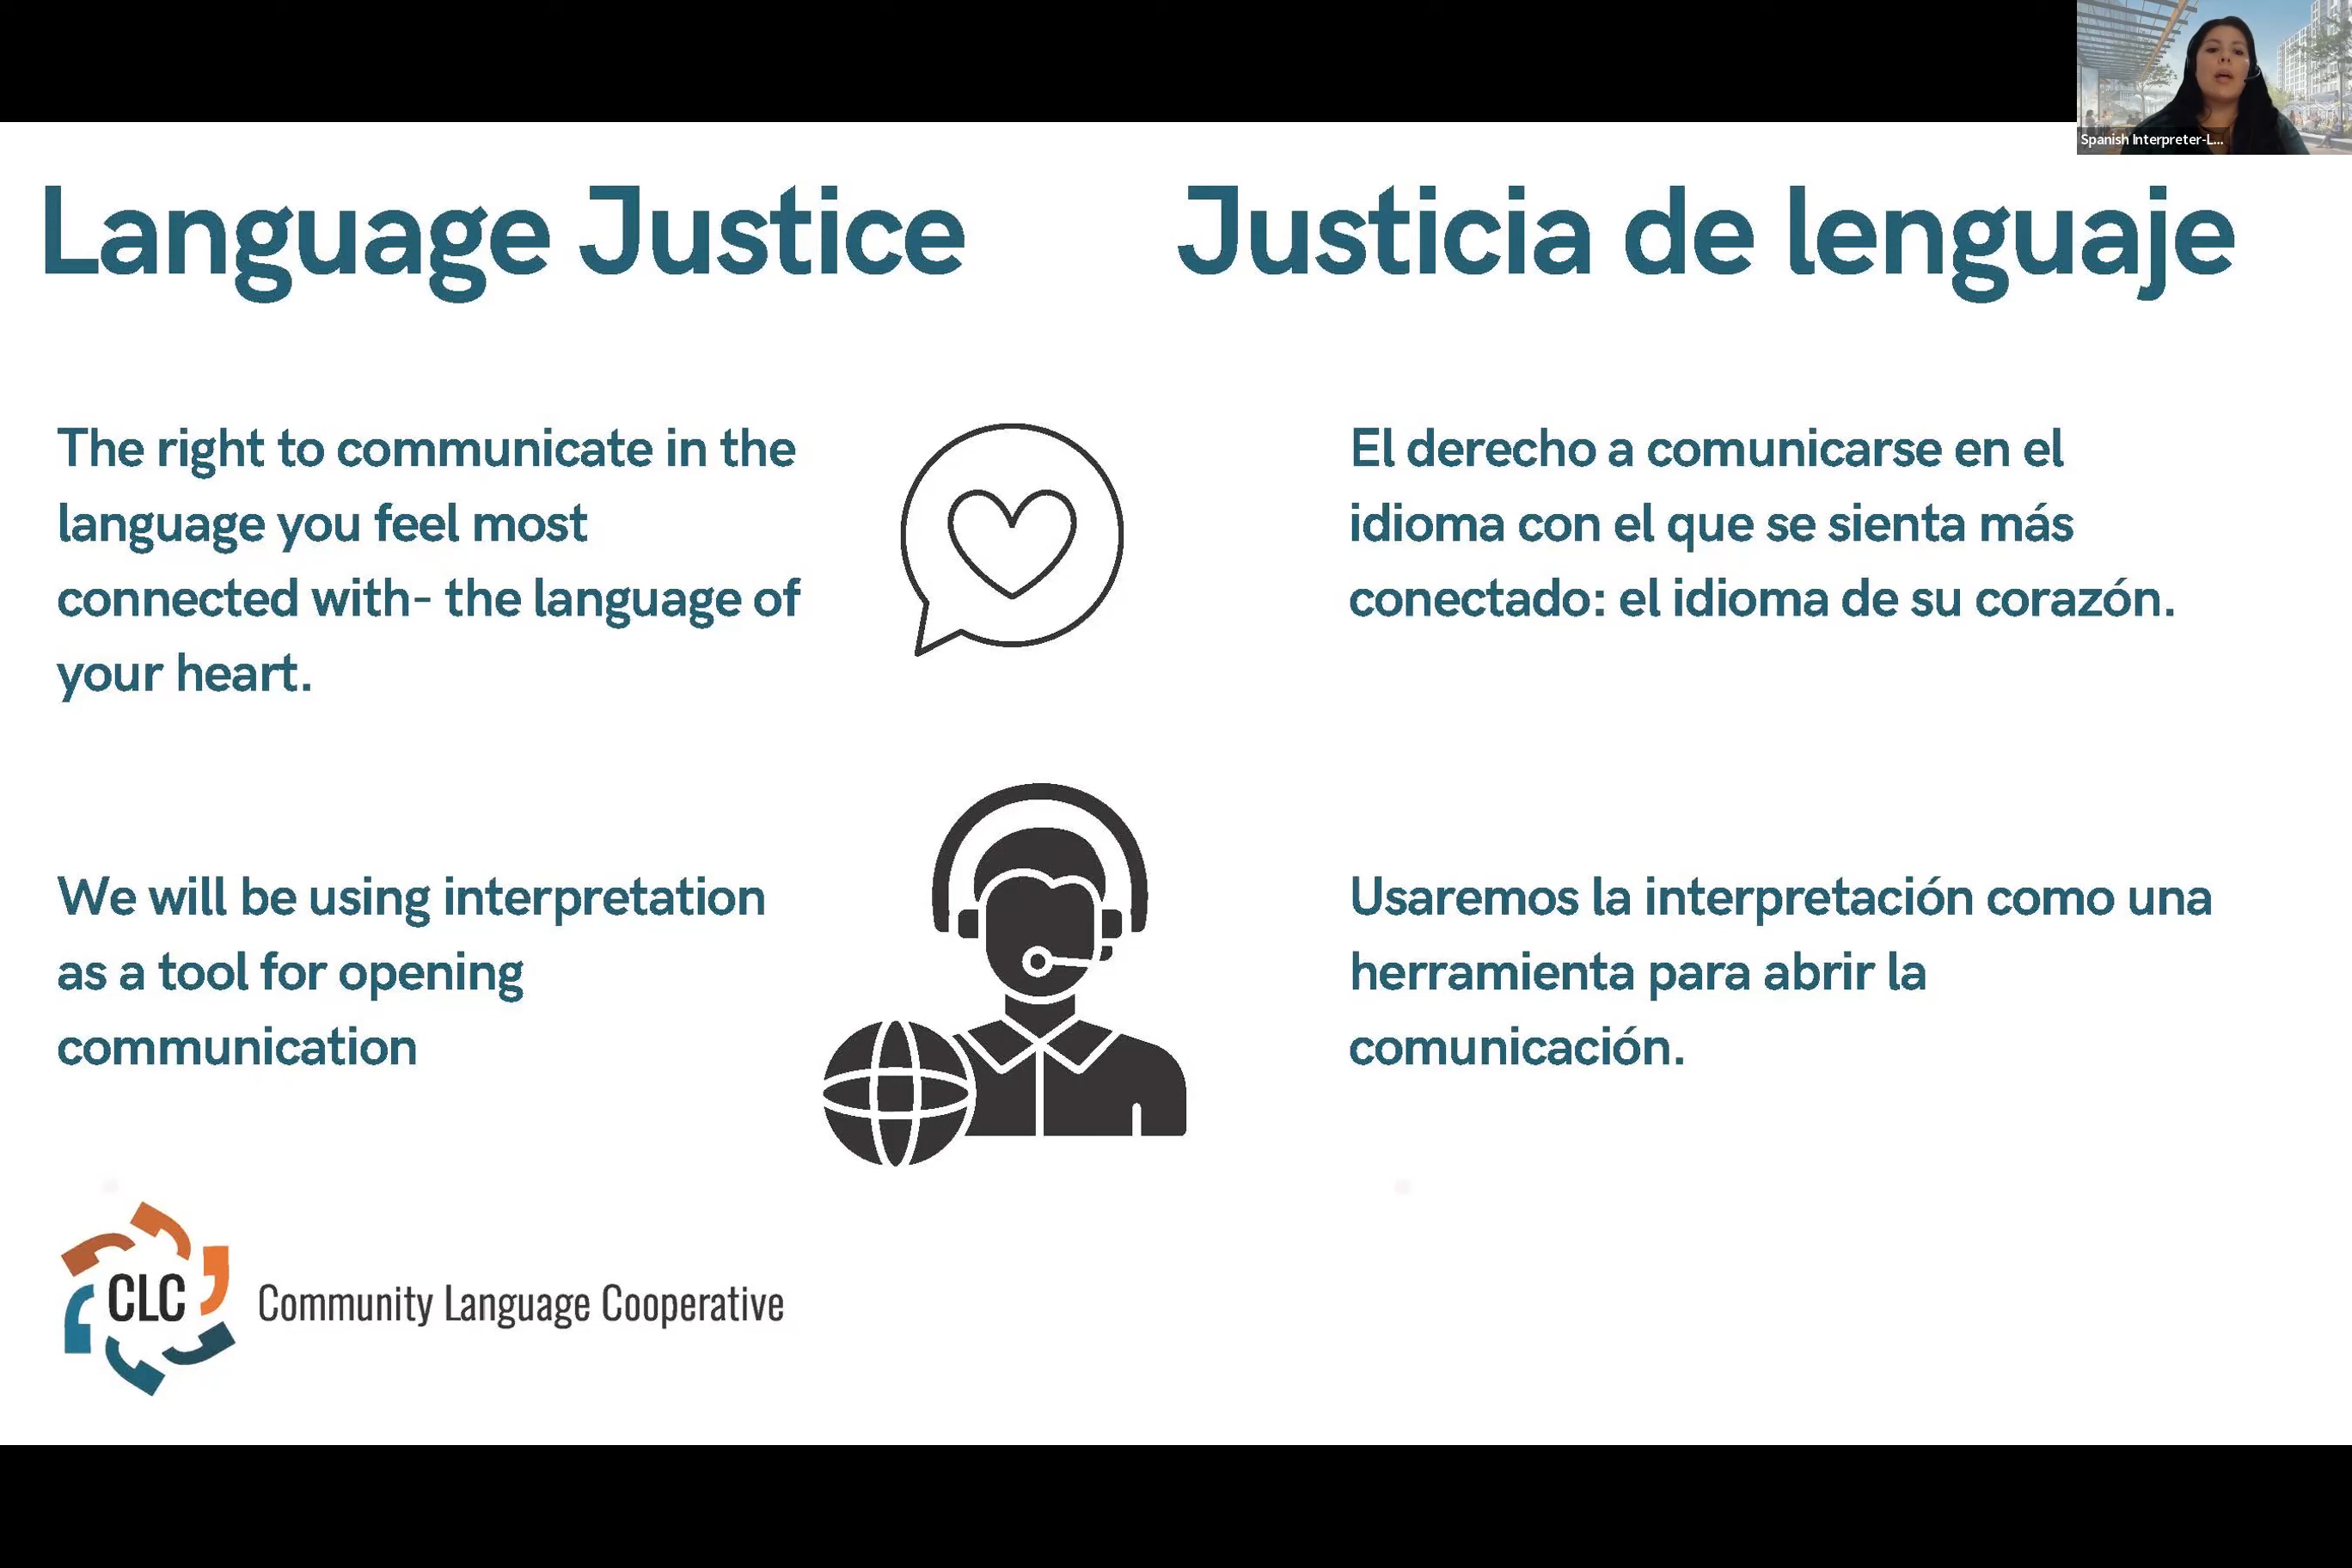 Spanish Interpreter-L...
Language Justice
Justicia de lenguaje
The right to communicate in the
language you feel most
connected with- the language of
your heart.
El derecho a comunicarse en el
idioma con el que se sienta más
conectado: el idioma de su corazón.
We will be using interpretation
as a tool for opening
communication
Usaremos la interpretación como una
herramienta para abrir la
comunicación.
CLC
Community Language Cooperative